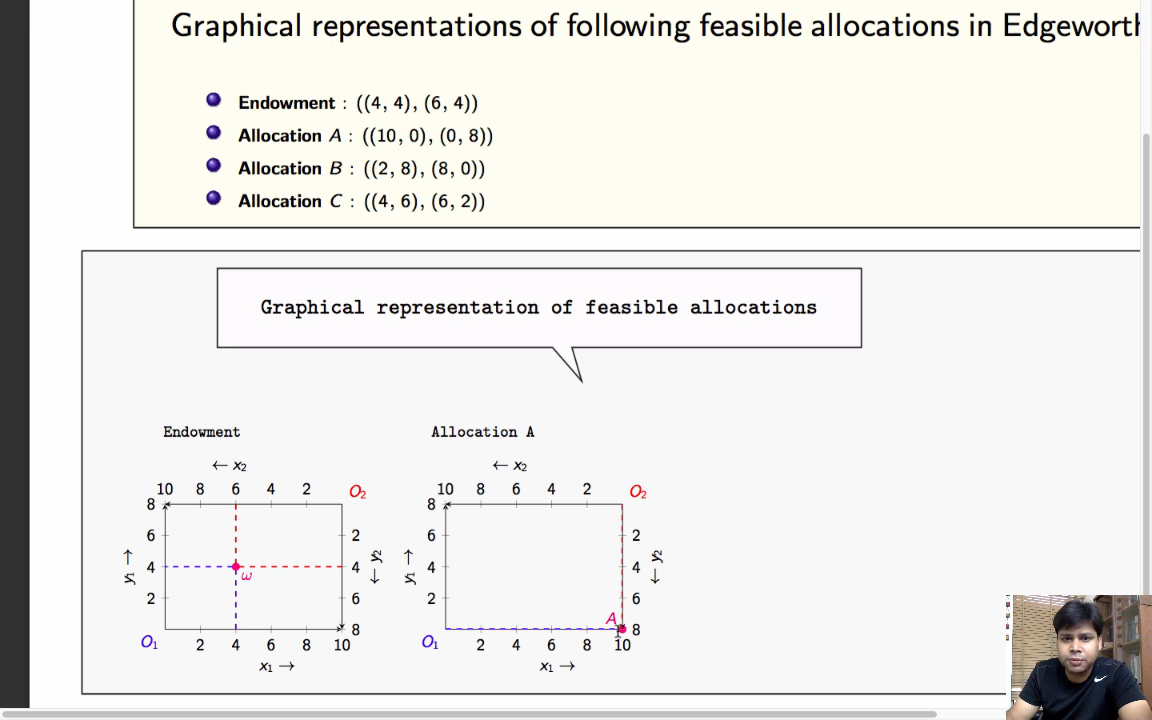 Graphical representations of following feasible allocations in Edgeworth
Endowment : ((4, 4), (6, 4))
Allocation A : ((10, 0), (0, 8))
Allocation B : ((2, 8), (8, 0))
Allocation C : ((4, 6), (6, 2))
Graphical representation of feasible allocations
Endowment
← x₂
10 8 6 4 2 O₂
8
6 2
y₁ → 4 ω 4 ← y₂
2 6
8
O₁ 2 4 6 8 10
x₁ →
Allocation A
← x₂
10 8 6 4 2 O₂
8
6 2
y₁ → 4 4 ← y₂
2 6
A 8
O₁ 2 4 6 8 10
x₁ →